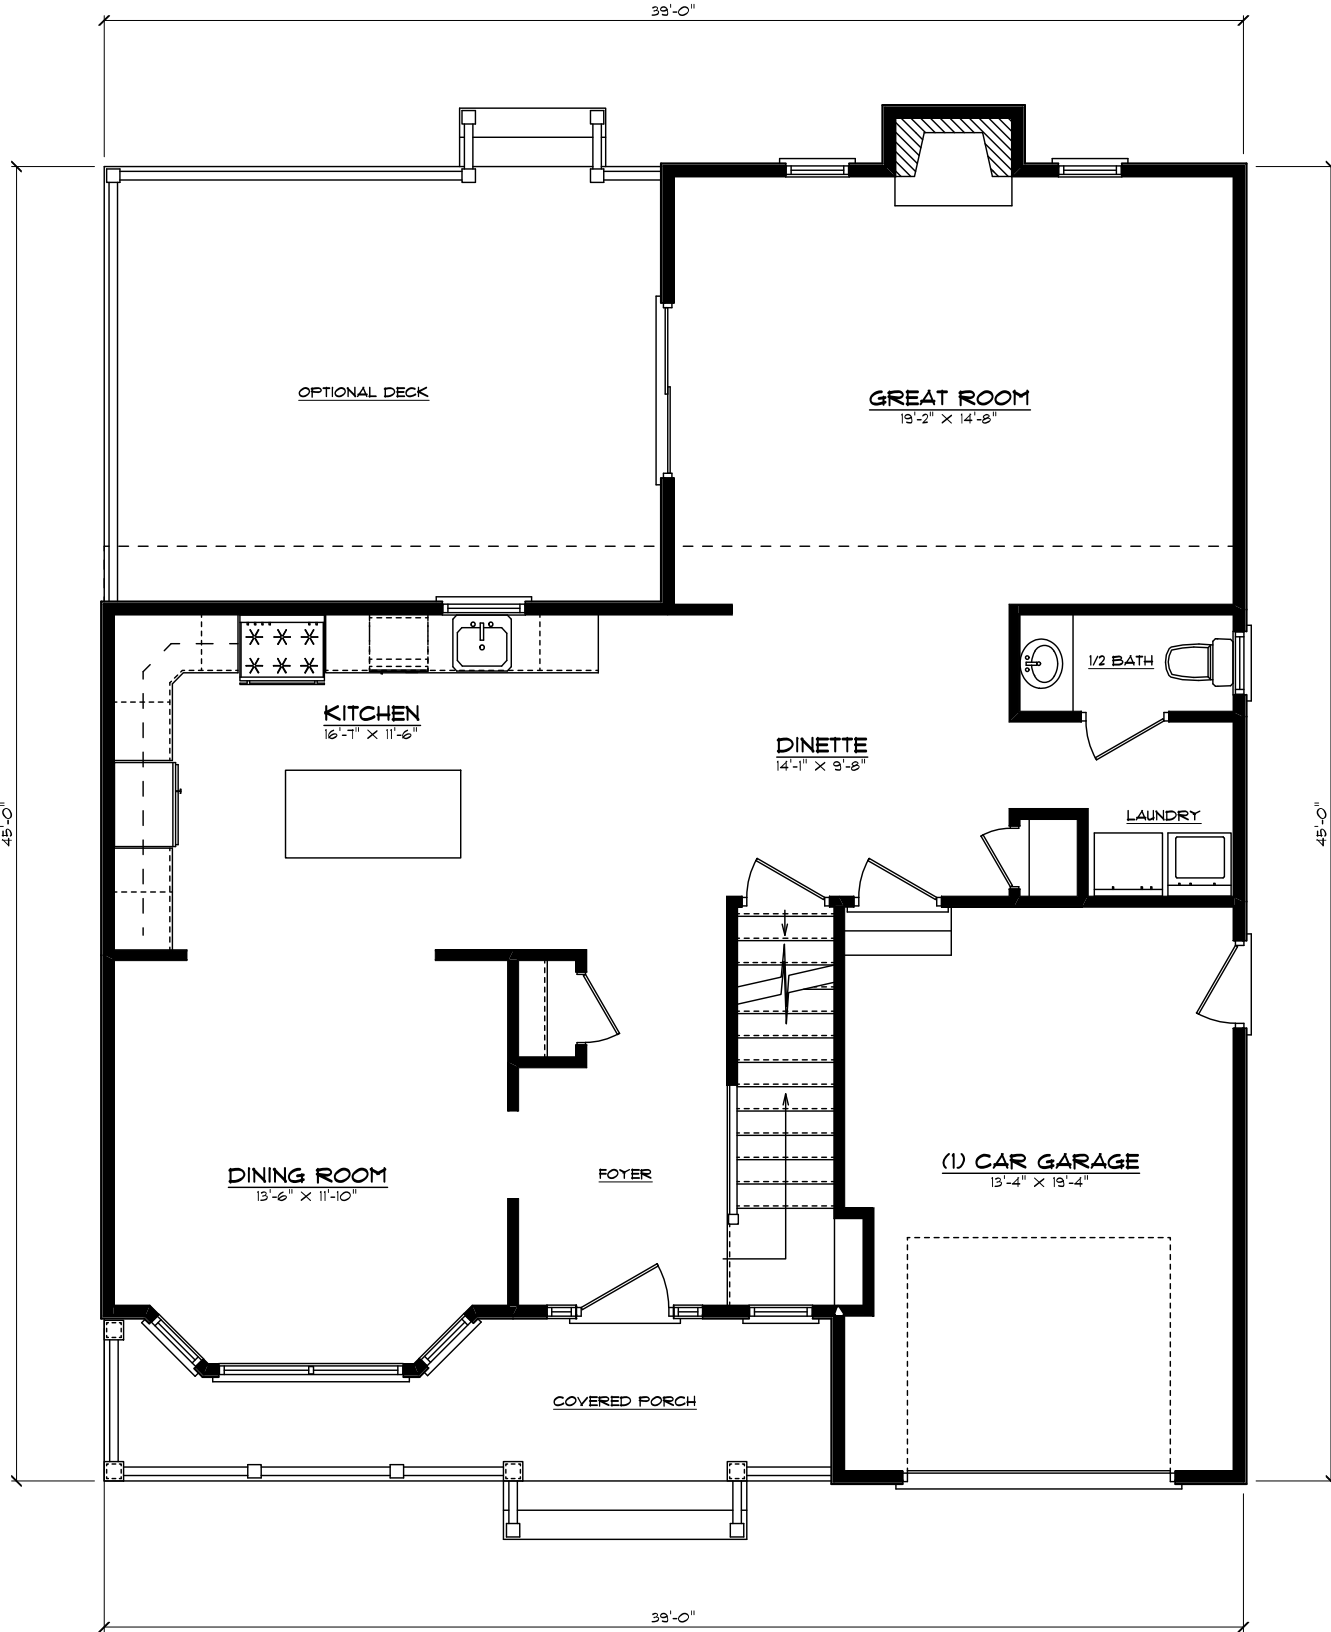 39'-0"
OPTIONAL DECK
GREAT ROOM
19'-2" X 14'-8"
1/2 BATH
KITCHEN
16'-7" X 11'-6"
DINETTE
14'-1" X 9'-8"
45'-0"
LAUNDRY
45'-0"
DINING ROOM
13'-6" X 11'-10"
FOYER
(1) CAR GARAGE
13'-4" X 19'-4"
COVERED PORCH
39'-0"